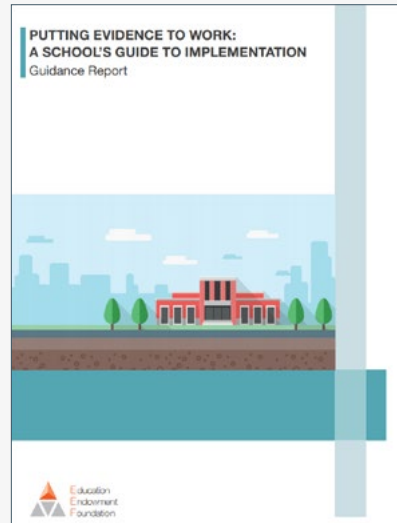 PUTTING EVIDENCE TO WORK:
A SCHOOL'S GUIDE TO IMPLEMENTATION
Guidance Report
Education
Endowment
Foundation